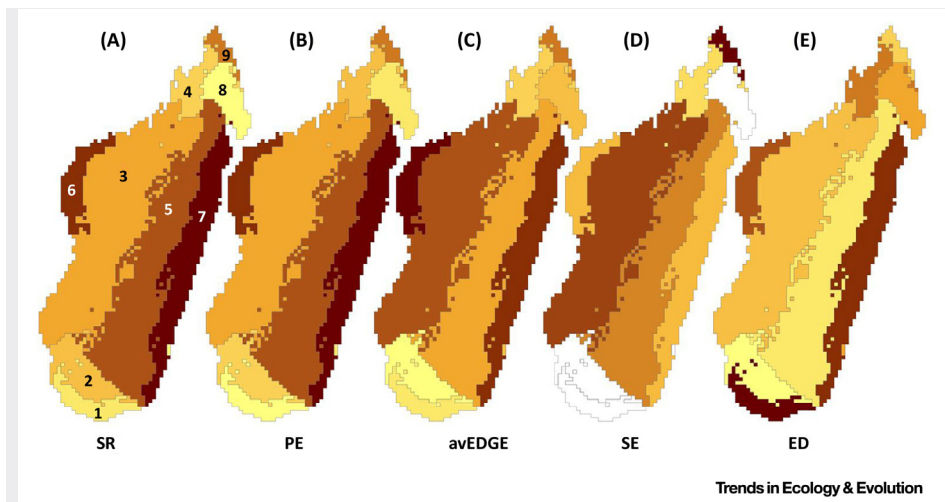 (A) (B) (C) (D) (E)
9
4 8
3
6
5
7
2
1
SR PE avEDGE SE ED
Trends in Ecology & Evolution